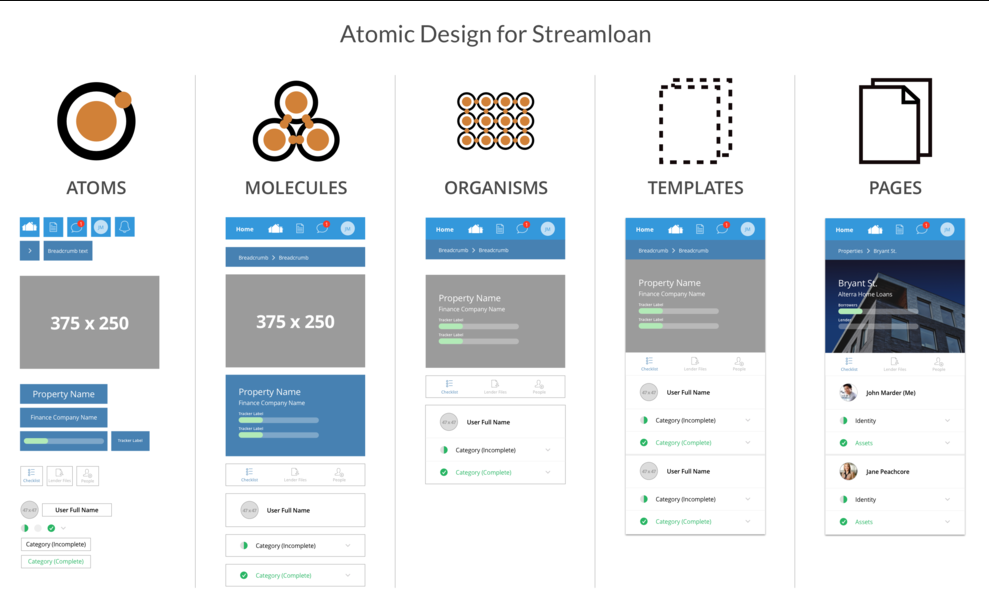 Atomic Design for Streamloan
ATOMS
1
JM
Breadcrumb text
375 x 250
Property Name
Finance Company Name
Tracker Label
Checklist Lender Files People
47 x 47 User Full Name
Category (Incomplete)
Category (Complete)
MOLECULES
Home 1 JM
Breadcrumb Breadcrumb
375 x 250
Property Name
Finance Company Name
Tracker Label
Tracker Label
Checklist Lender Files People
47 x 47 User Full Name
Category (Incomplete)
Category (Complete)
ORGANISMS
Home 1 JM
Breadcrumb Breadcrumb
Property Name
Finance Company Name
Tracker Label
Tracker Label
Checklist Lender Files People
47 x 47 User Full Name
Category (Incomplete)
Category (Complete)
TEMPLATES
Home 1 JM
Breadcrumb Breadcrumb
Property Name
Finance Company Name
Tracker Label
Tracker Label
Checklist Lender Files People
47 x 47 User Full Name
Category (Incomplete)
Category (Complete)
47 x 47 User Full Name
Category (Incomplete)
Category (Complete)
PAGES
Home 1 JM
Properties Bryant St.
Bryant St.
Alterra Home Loans
Borrowers
Lender
Checklist Lender Files People
John Marder (Me)
Identity
Assets
Jane Peachcore
Identity
Assets